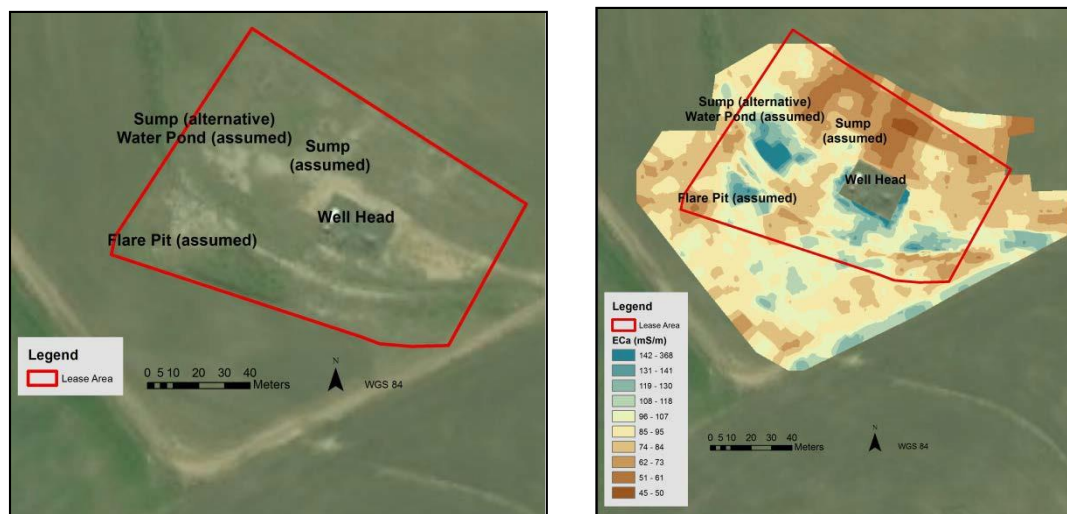 Sump (alternative)
Water Pond (assumed)
Sump
(assumed)
Well Head
Flare Pit (assumed)
Legend
Lease Area
0 5 10 20 30 40
Meters
N
WGS 84
Sump (alternative)
Water Pond (assumed)
Sump
(assumed)
Well Head
Flare Pit (assumed)
Legend
Lease Area
ECa (mS/m)
142 - 368
131 - 141
119 - 130
108 - 118
96 - 107
85 - 95
74 - 84
62 - 73
51 - 61
45 - 50
0 5 10 20 30 40
Meters
N
WGS 84